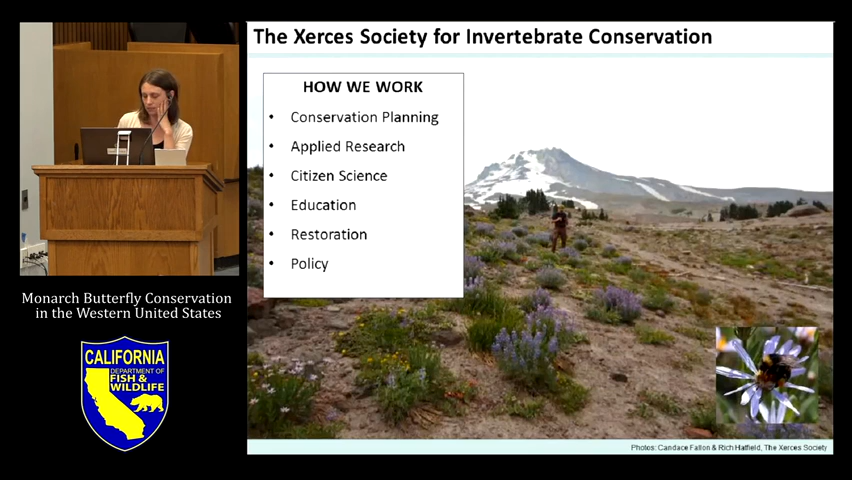 The Xerces Society for Invertebrate Conservation
HOW WE WORK
• Conservation Planning
• Applied Research
• Citizen Science
• Education
• Restoration
• Policy
Monarch Butterfly Conservation
in the Western United States
CALIFORNIA
DEPARTMENT OF
FISH &
WILDLIFE
Photos: Candace Fallon & Rich Hatfield, The Xerces Society